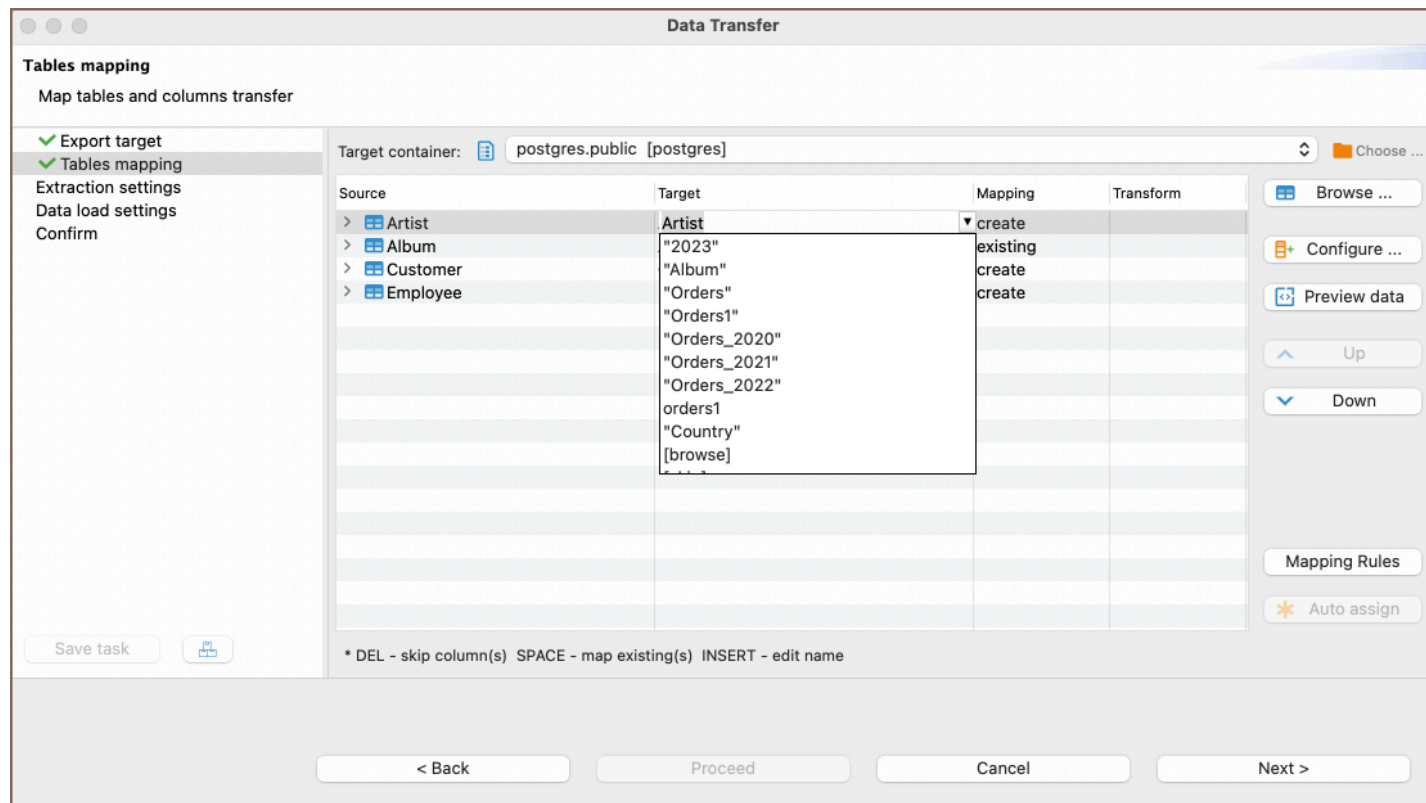 Data Transfer
Tables mapping
Map tables and columns transfer
Export target
Tables mapping
Extraction settings
Data load settings
Confirm
Target container: postgres.public [postgres] Choose ...
Source Target Mapping Transform
Artist Artist create
Album existing
Customer create
Employee create
"2023"
"Album"
"Orders"
"Orders1"
"Orders_2020"
"Orders_2021"
"Orders_2022"
orders1
"Country"
[browse]
Browse ...
Configure ...
Preview data
Up
Down
Mapping Rules
Auto assign
Save task
* DEL - skip column(s) SPACE - map existing(s) INSERT - edit name
< Back Proceed Cancel Next >